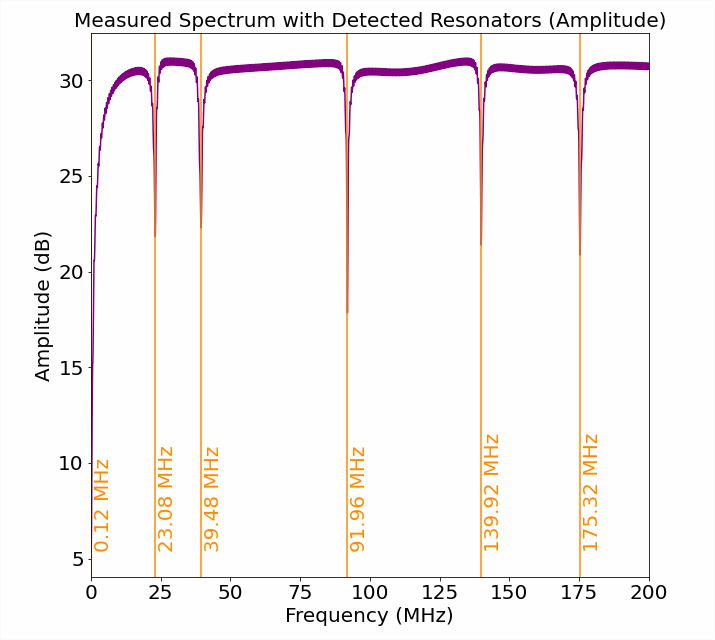 Measured Spectrum with Detected Resonators (Amplitude)
Amplitude (dB)
30
25
20
15
10
5
0.12 MHz
23.08 MHz
39.48 MHz
91.96 MHz
139.92 MHz
175.32 MHz
0 25 50 75 100 125 150 175 200
Frequency (MHz)